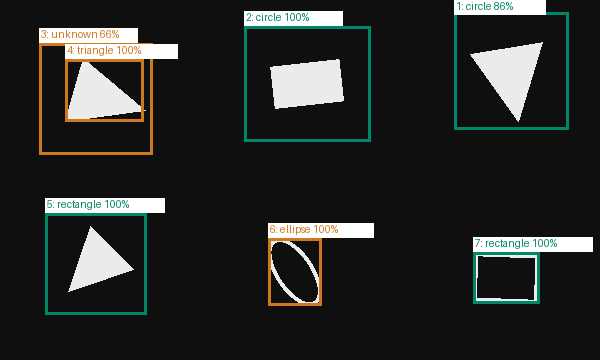 3: unknown 66%
4: triangle 100%
2: circle 100%
1: circle 86%
5: rectangle 100%
6: ellipse 100%
7: rectangle 100%